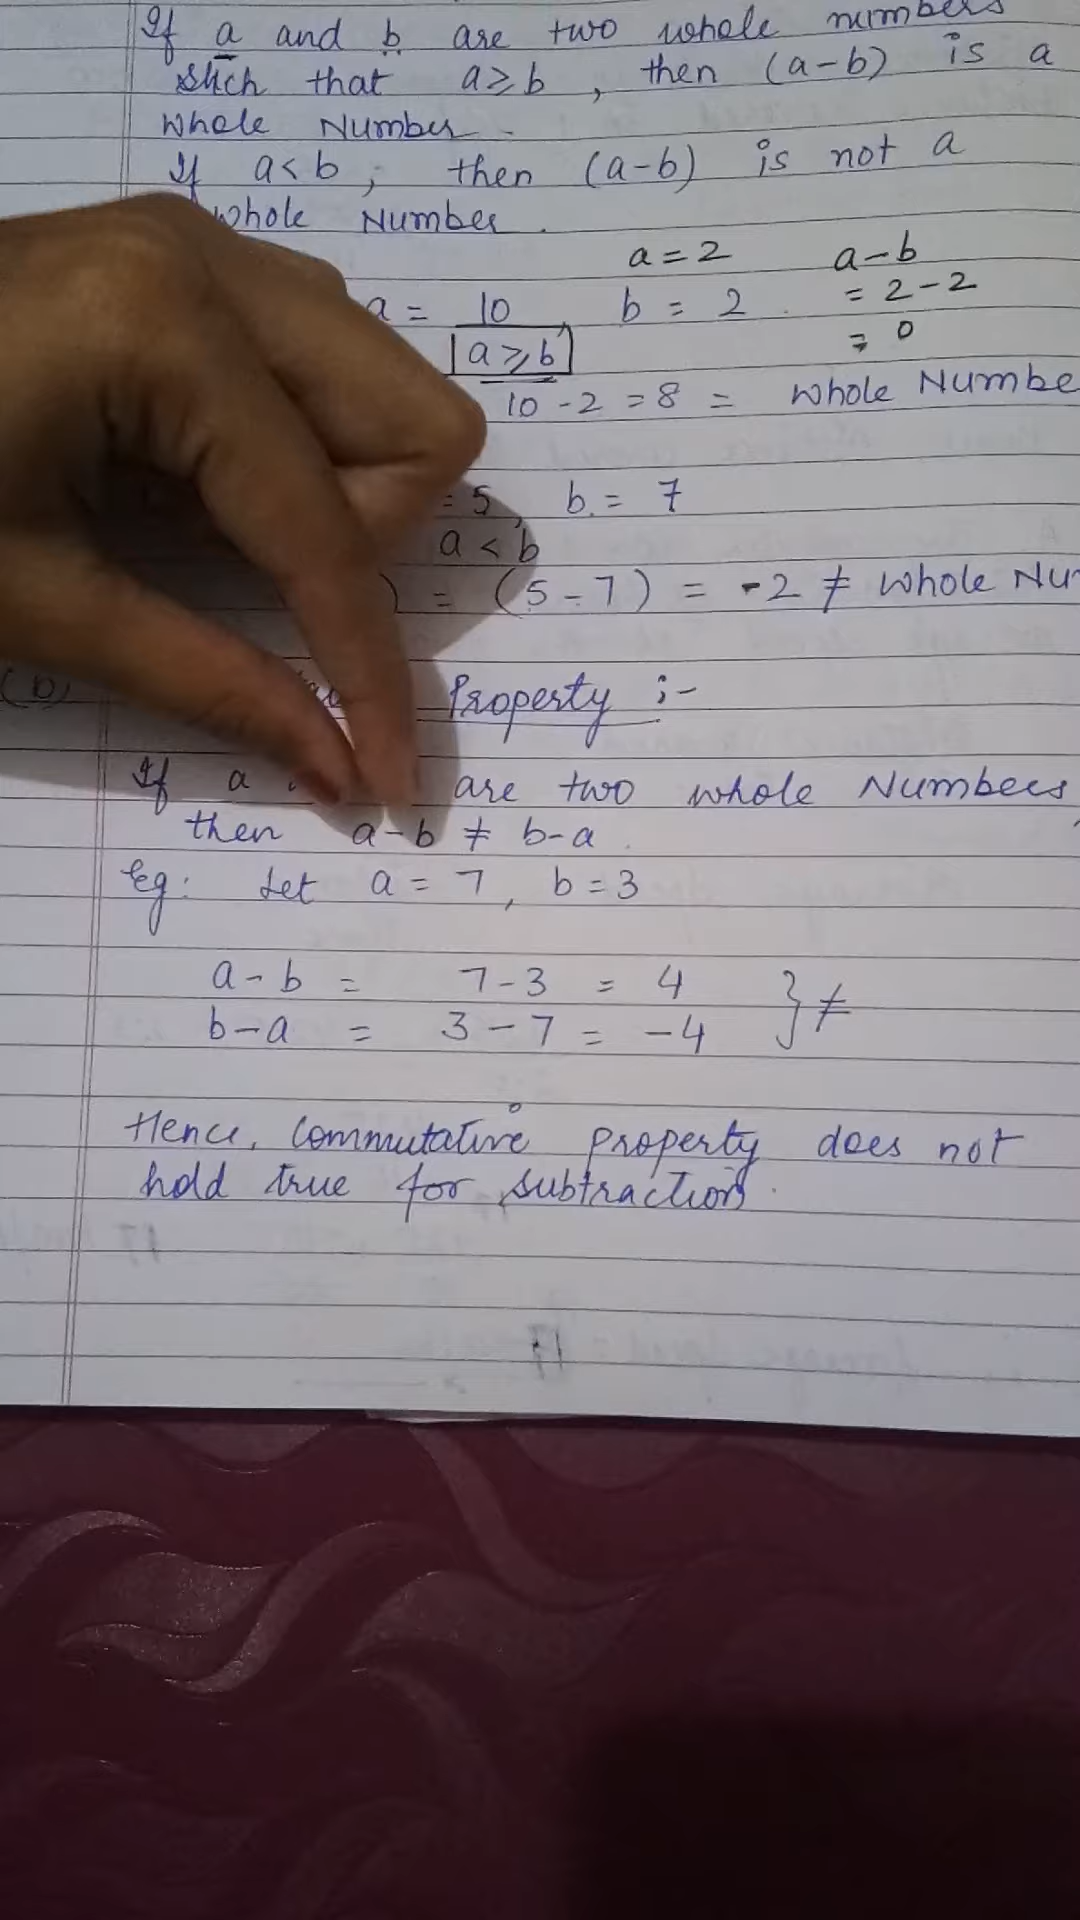 If a and b are two whole numbers
such that a ≥ b , then (a-b) is a
whole Number.
If a < b ; then (a-b) is not a
whole Number.
a = 2 a-b
a = 10 , b = 2 . = 2-2
a ≥ b = 0
10 - 2 = 8 = whole Numbe
= 5 , b. = 7
a < b
) = (5 - 7) = -2 ≠ whole Nu
(b) Property :-
If a are two whole Numbers,
then a-b ≠ b-a .
Eg: Let a = 7 , b = 3
a - b = 7 - 3 = 4 } ≠
b - a = 3 - 7 = -4
Hence, Commutative property does not
hold true for subtraction.
17
17